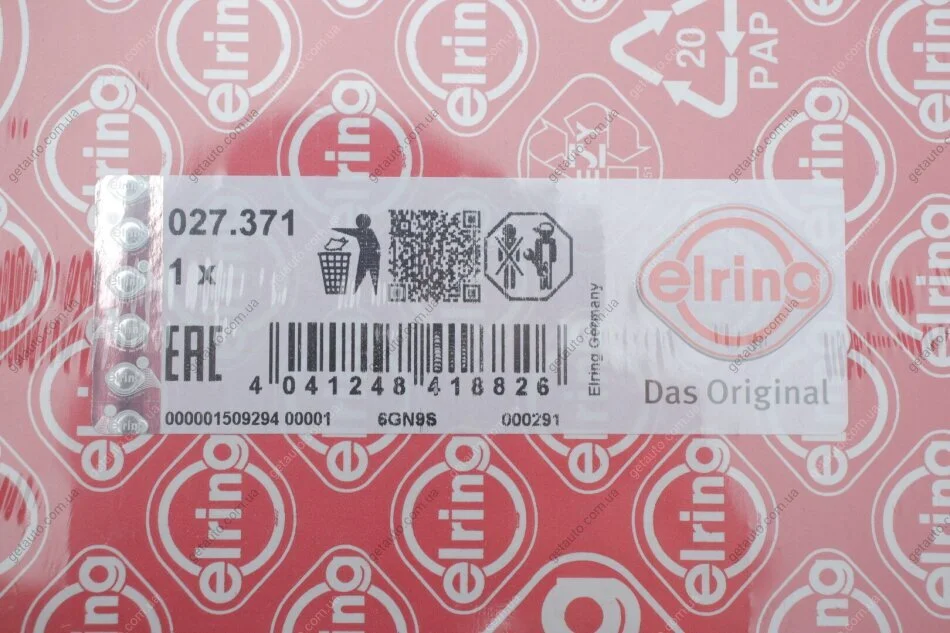 20
PAP
elring
027.371
1 x
EAC
4 041248 418826
000001509294 00001 6GN9S 000291
Elring Germany
elring
Das Original
getauto.com.ua